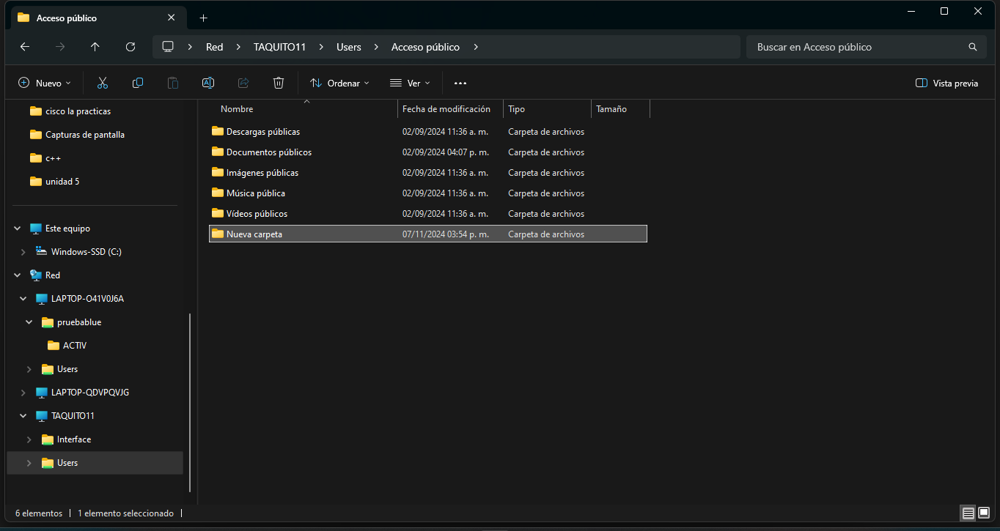 Acceso público
Red TAQUITO11 Users Acceso público
Buscar en Acceso público
Nuevo Ordenar Ver Vista previa
cisco la practicas
Capturas de pantalla
c++
unidad 5
Este equipo
Windows-SSD (C:)
Red
LAPTOP-O41V0J6A
pruebablue
ACTIV
Users
LAPTOP-QDVPQVJG
TAQUITO11
Interface
Users
Nombre Fecha de modificación Tipo Tamaño
Descargas públicas 02/09/2024 11:36 a. m. Carpeta de archivos
Documentos públicos 02/09/2024 04:07 p. m. Carpeta de archivos
Imágenes públicas 02/09/2024 11:36 a. m. Carpeta de archivos
Música pública 02/09/2024 11:36 a. m. Carpeta de archivos
Vídeos públicos 02/09/2024 11:36 a. m. Carpeta de archivos
Nueva carpeta 07/11/2024 03:54 p. m. Carpeta de archivos
6 elementos 1 elemento seleccionado